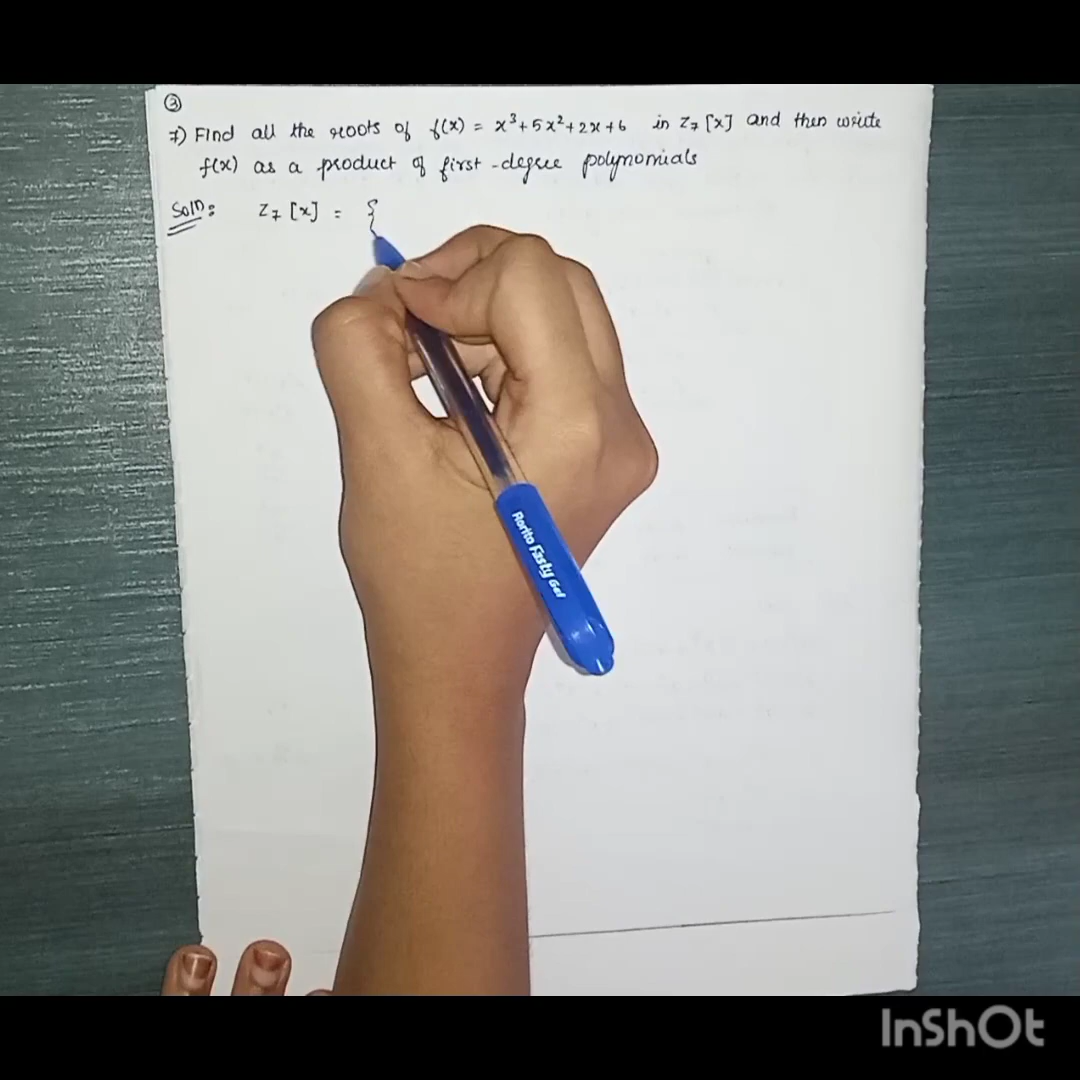 ③
7) Find all the roots of f(x) = x³+5x²+2x+6 in Z₇[x] and then write
f(x) as a product of first-degree polynomials
Soln: Z₇[x] = {
Rorito Fasty Gel
InShOt